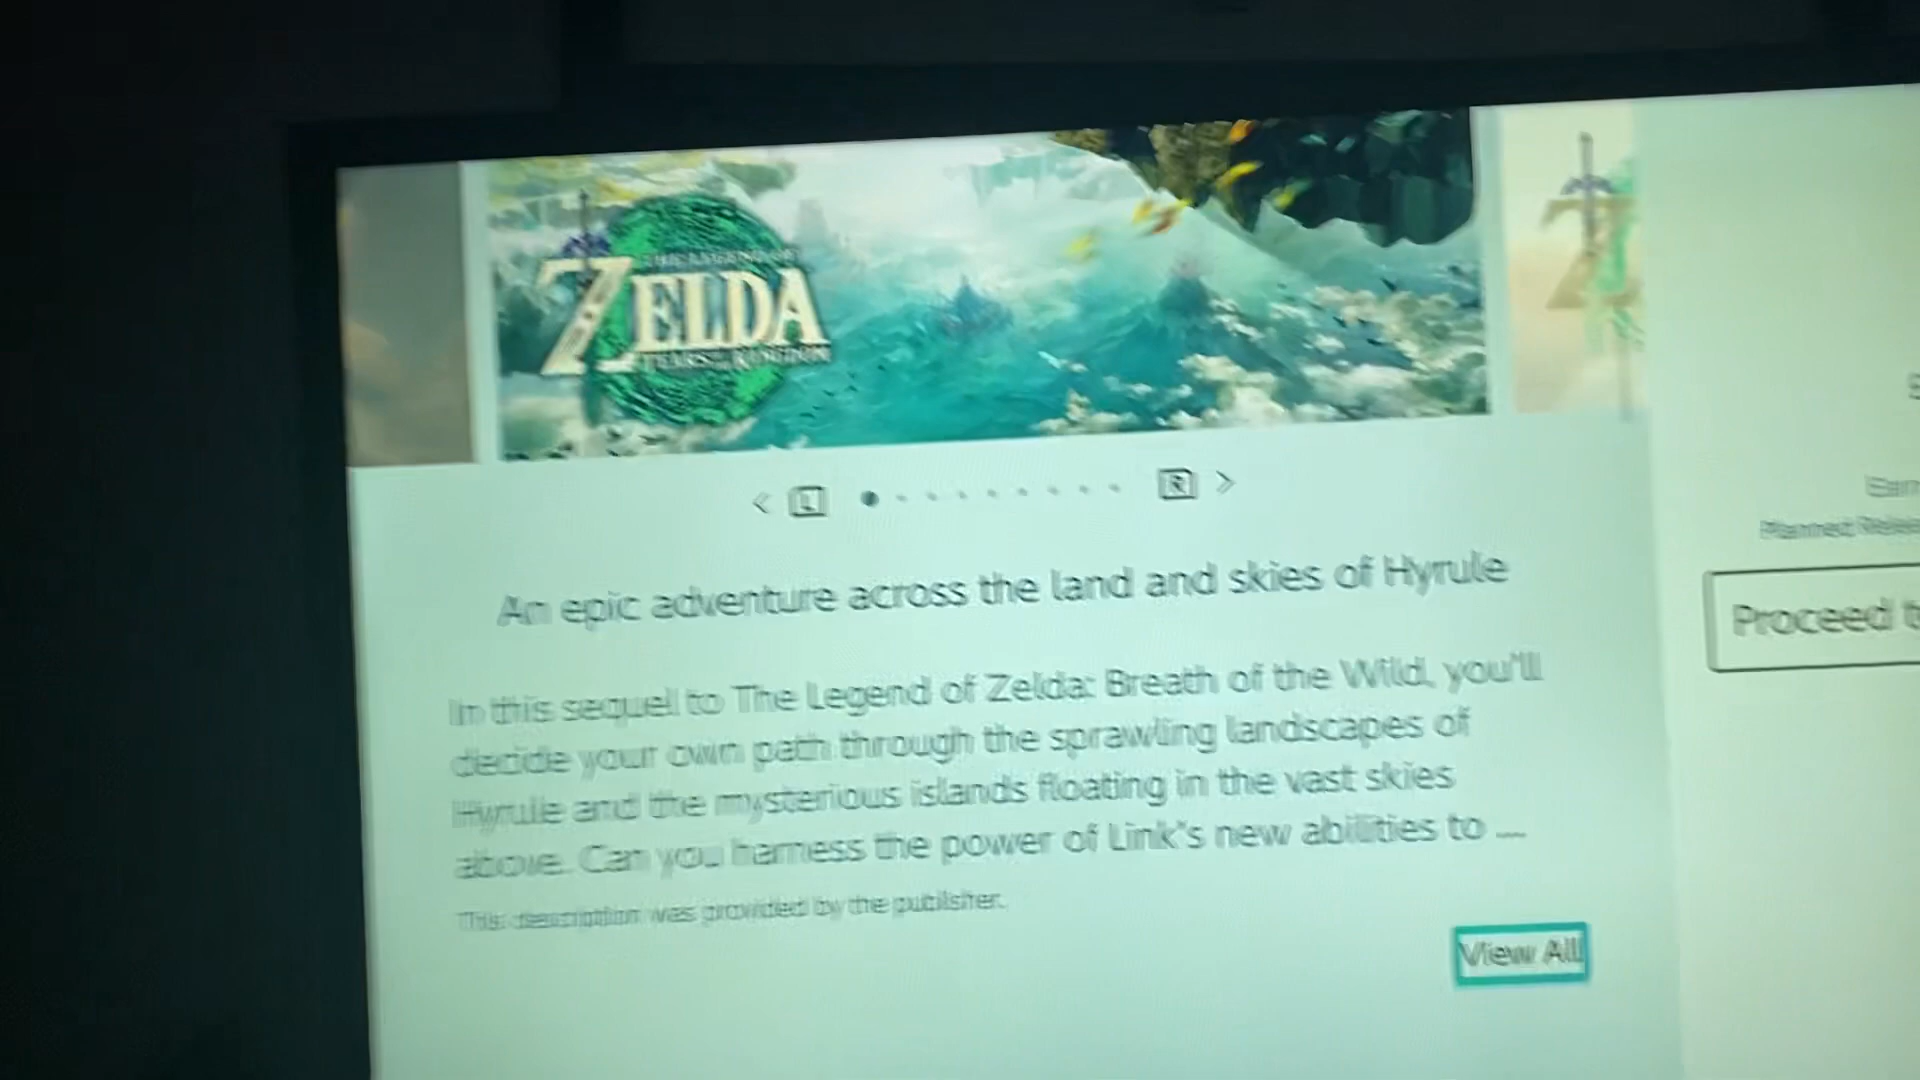 THE LEGEND OF
ZELDA
TEARS OF THE KINGDOM
L
R
An epic adventure across the land and skies of Hyrule
In this sequel to The Legend of Zelda: Breath of the Wild, you'll
decide your own path through the sprawling landscapes of
Hyrule and the mysterious islands floating in the vast skies
above. Can you harness the power of Link's new abilities to ...
This description was provided by the publisher.
View All
Planned
Proceed